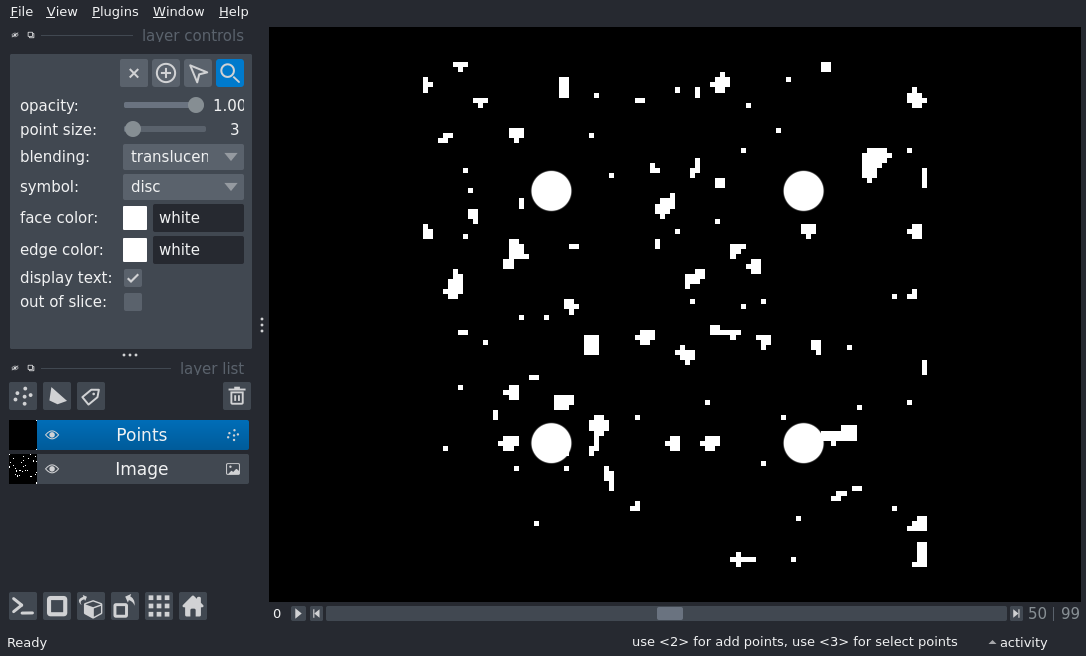 File View Plugins Window Help
layer controls
opacity: 1.00
point size: 3
blending: translucen
symbol: disc
face color: white
edge color: white
display text:
out of slice:
layer list
Points
Image
0 50 | 99
Ready use <2> for add points, use <3> for select points activity